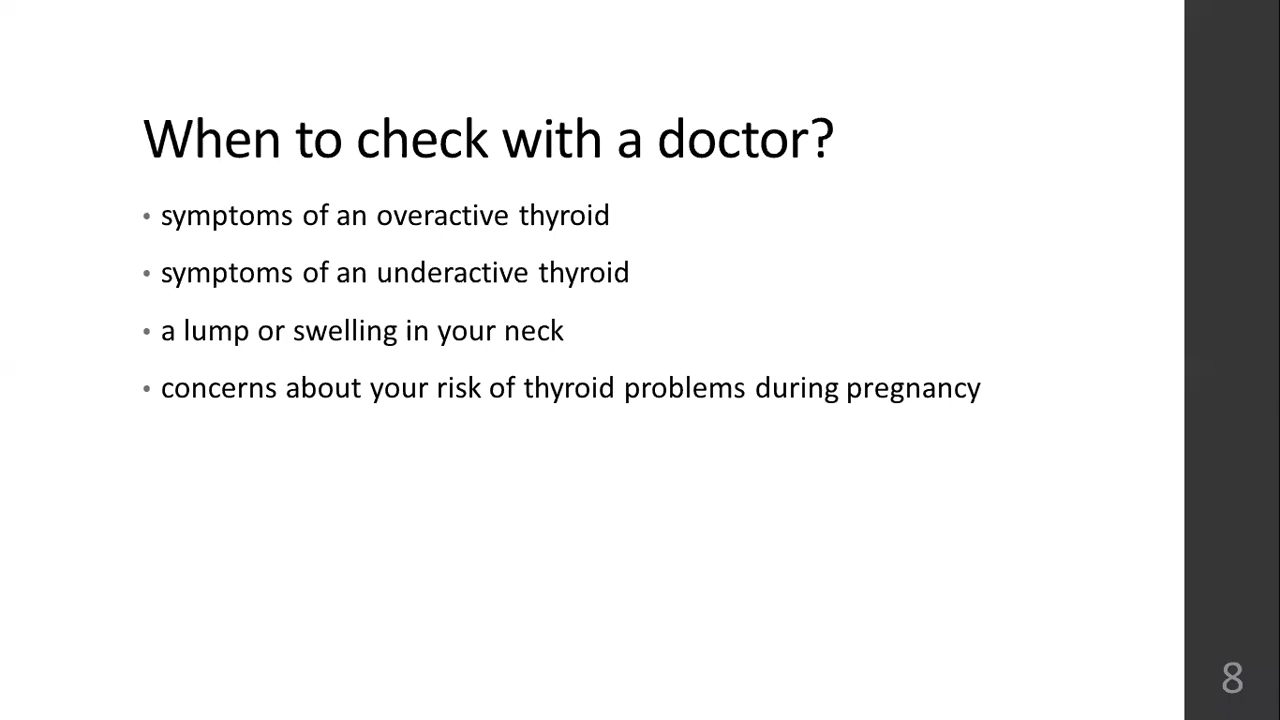 When to check with a doctor?
• symptoms of an overactive thyroid
• symptoms of an underactive thyroid
• a lump or swelling in your neck
• concerns about your risk of thyroid problems during pregnancy
8